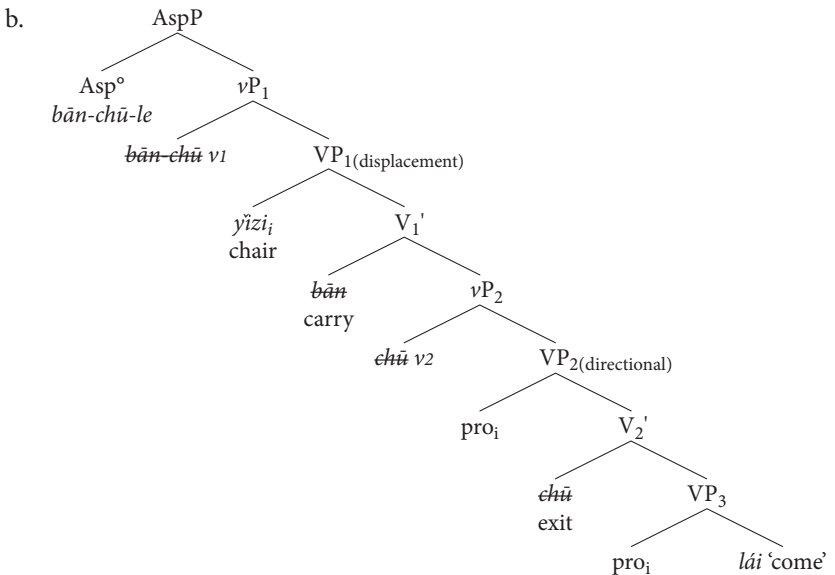 b.
AspP
Asp° vP₁
bān-chū-le
bān-chū v1 VP₁(displacement)
yǐziᵢ V₁'
chair
bān vP₂
carry
chū v2 VP₂(directional)
proᵢ V₂'
chū VP₃
exit
proᵢ lái ‘come’